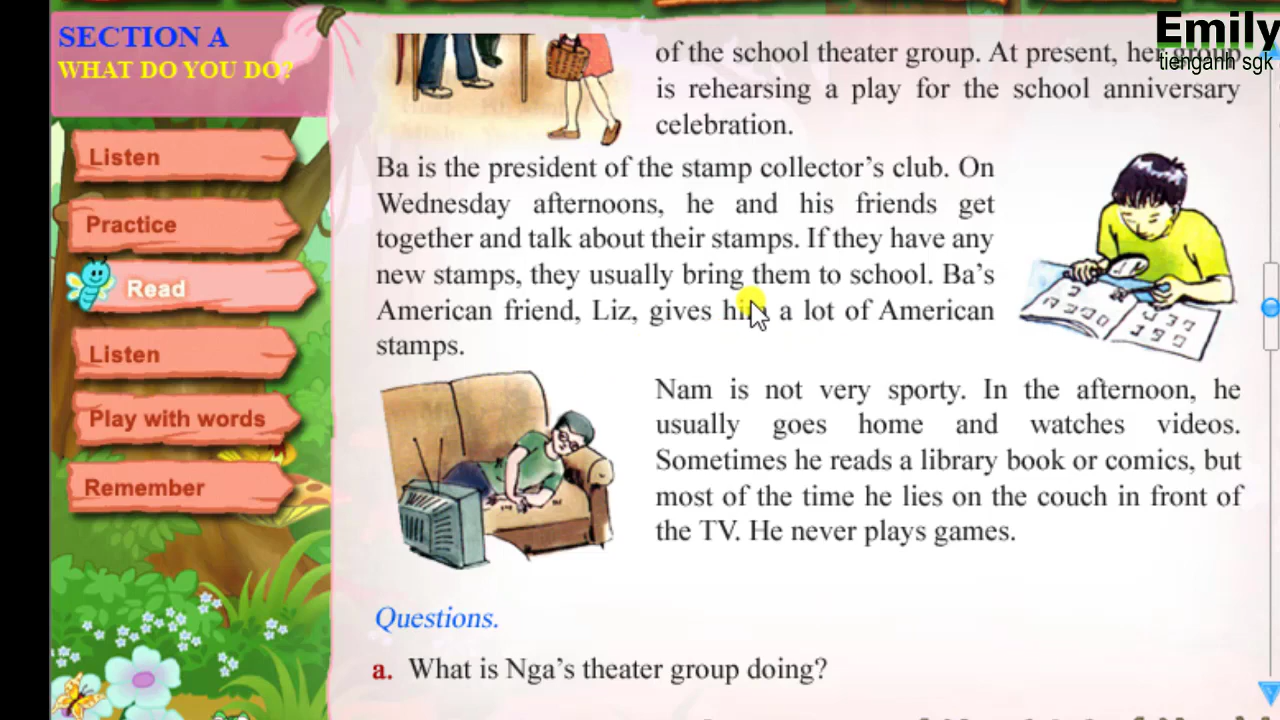 SECTION A
WHAT DO YOU DO?
Emily
tienganh sgk
Listen
Practice
Read
Listen
Play with words
Remember
of the school theater group. At present, her group
is rehearsing a play for the school anniversary
celebration.
Ba is the president of the stamp collector's club. On
Wednesday afternoons, he and his friends get
together and talk about their stamps. If they have any
new stamps, they usually bring them to school. Ba's
American friend, Liz, gives him a lot of American
stamps.
Nam is not very sporty. In the afternoon, he
usually goes home and watches videos.
Sometimes he reads a library book or comics, but
most of the time he lies on the couch in front of
the TV. He never plays games.
Questions.
a. What is Nga's theater group doing?